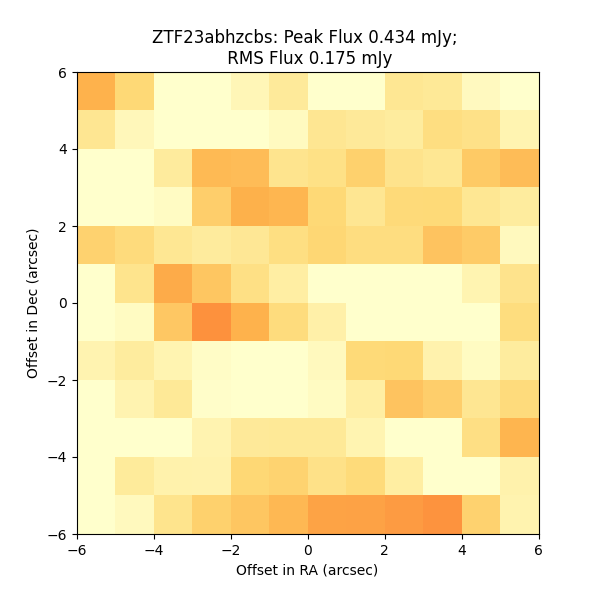 ZTF23abhzcbs: Peak Flux 0.434 mJy;
RMS Flux 0.175 mJy
6
4
2
0
−2
−4
−6
Offset in Dec (arcsec)
−6 −4 −2 0 2 4 6
Offset in RA (arcsec)